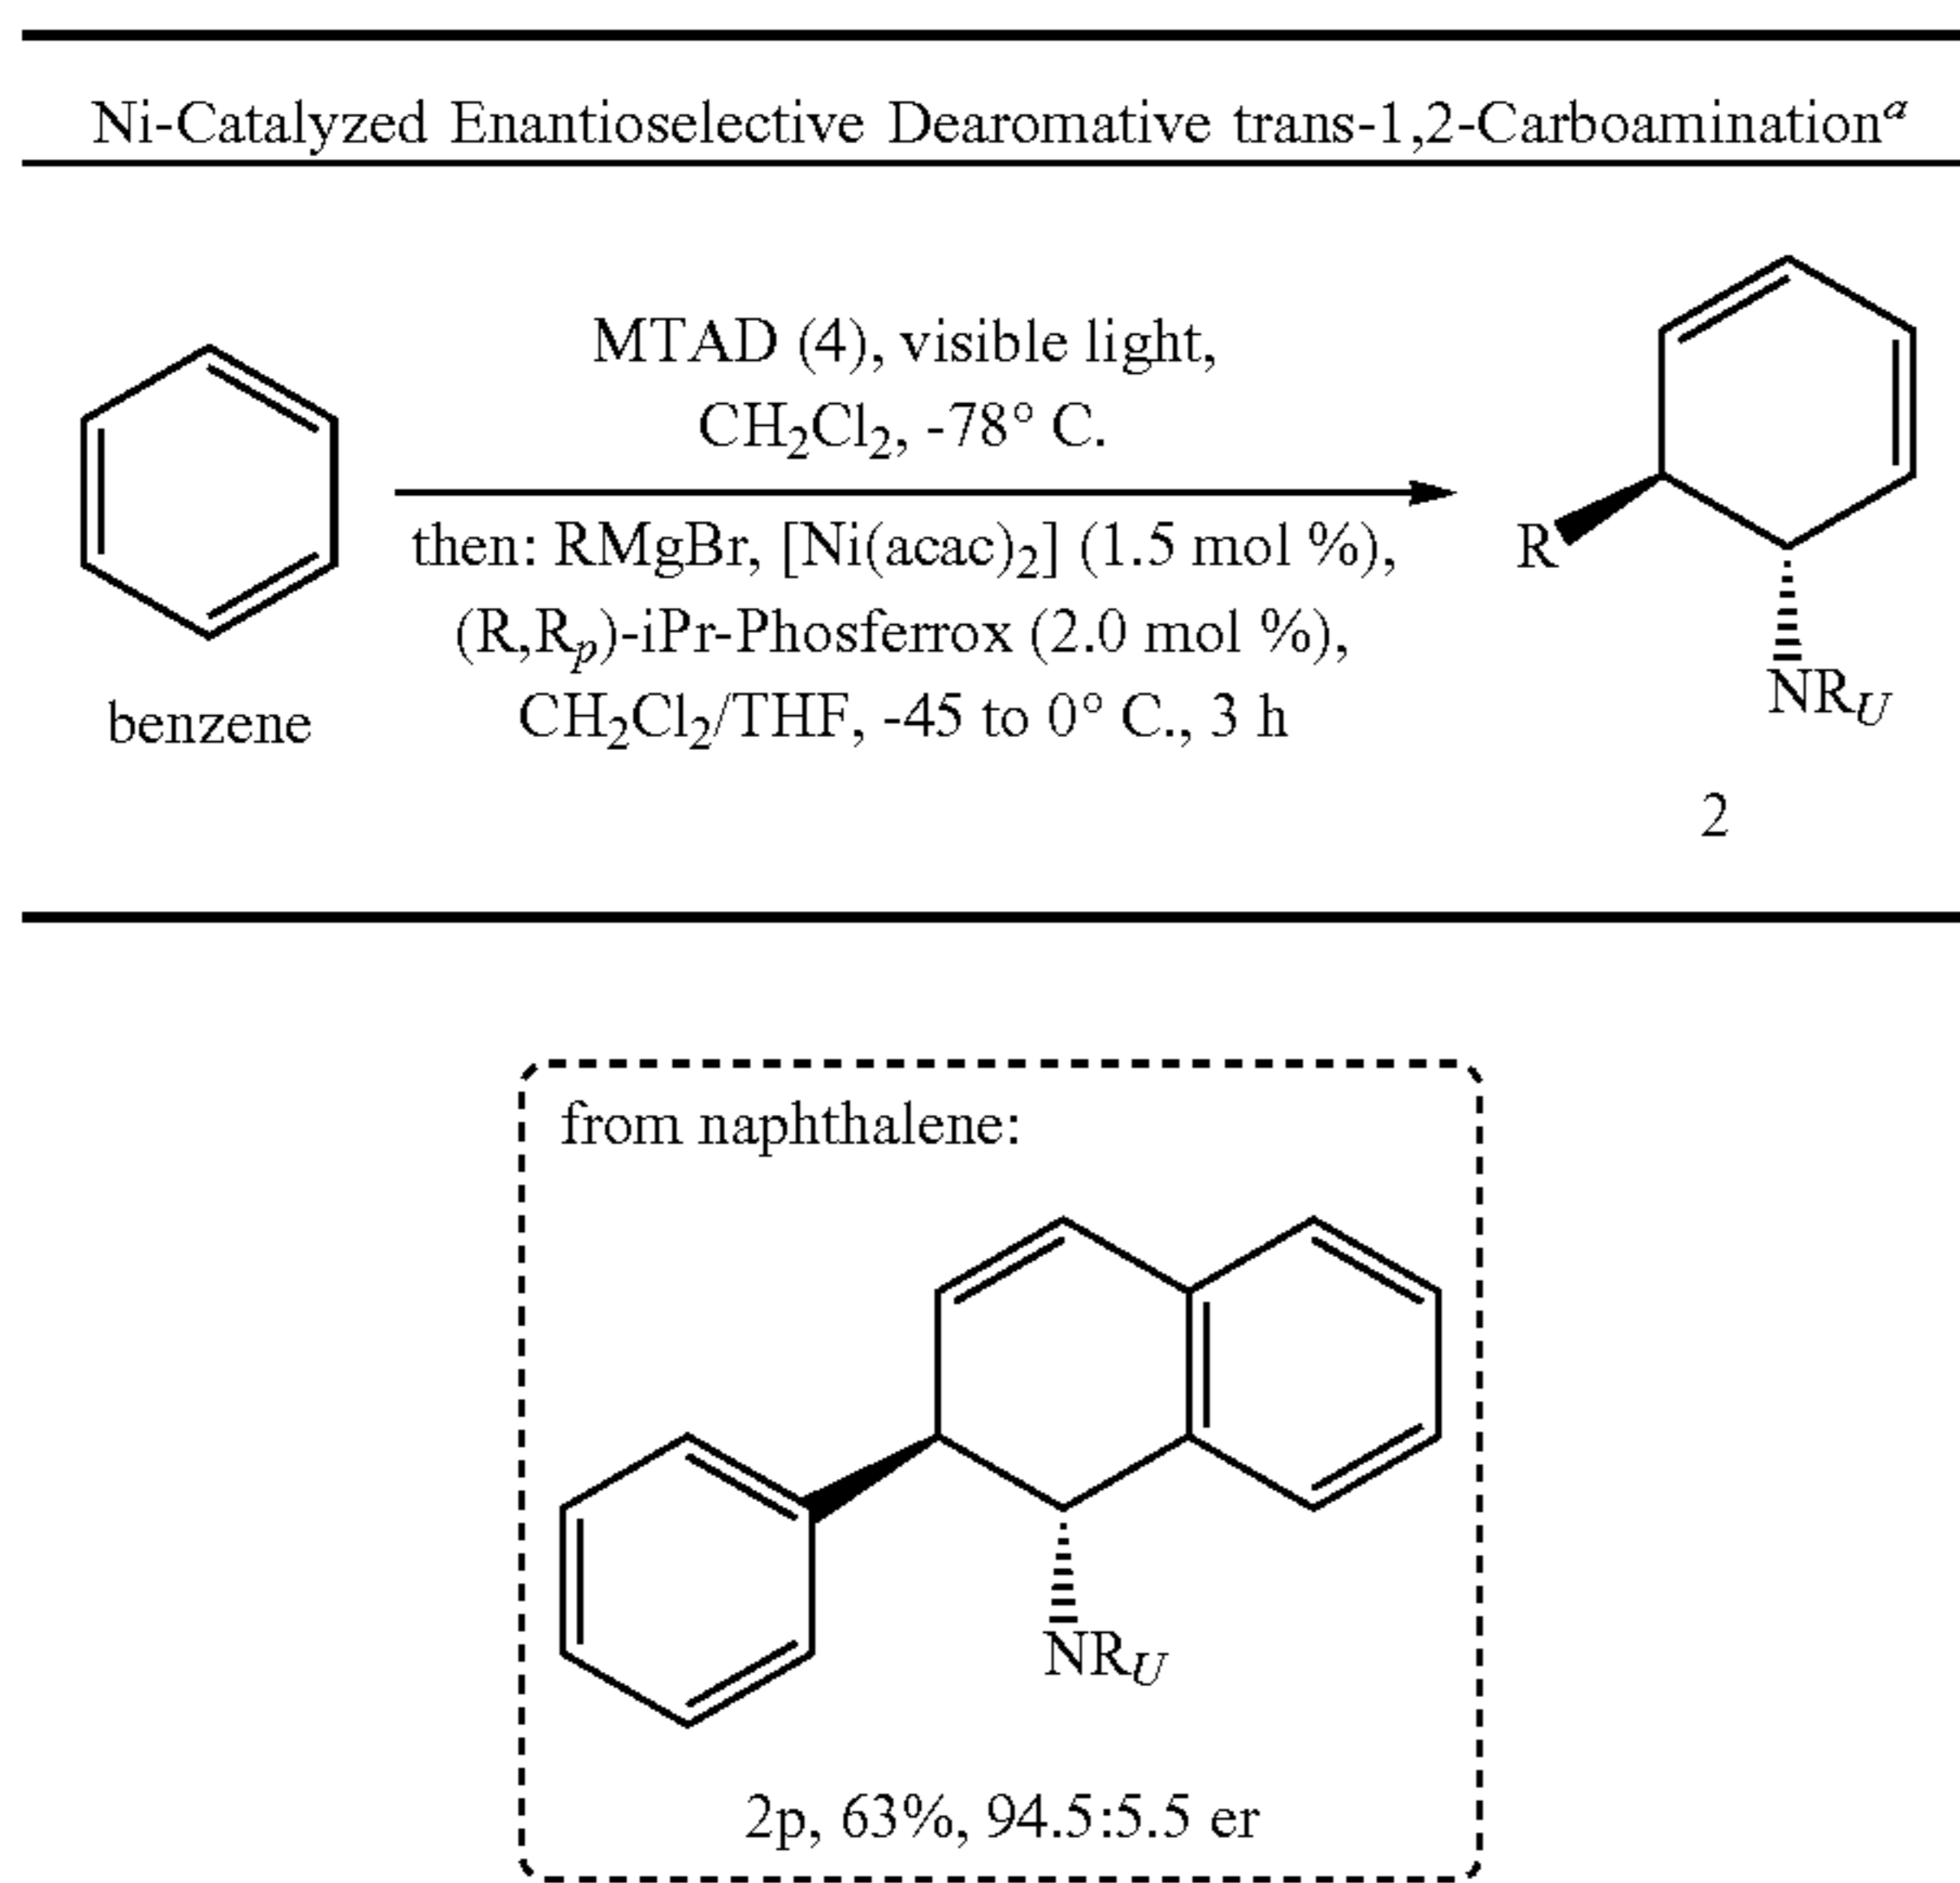 Ni-Catalyzed Enantioselective Dearomative trans-1,2-Carboamination^a
MTAD (4), visible light,
CH2Cl2, -78° C.
then: RMgBr, [Ni(acac)2] (1.5 mol %),
(R,Rp)-iPr-Phosferrox (2.0 mol %),
CH2Cl2/THF, -45 to 0° C., 3 h
benzene
R
NRU
2
from naphthalene:
NRU
2p, 63%, 94.5:5.5 er